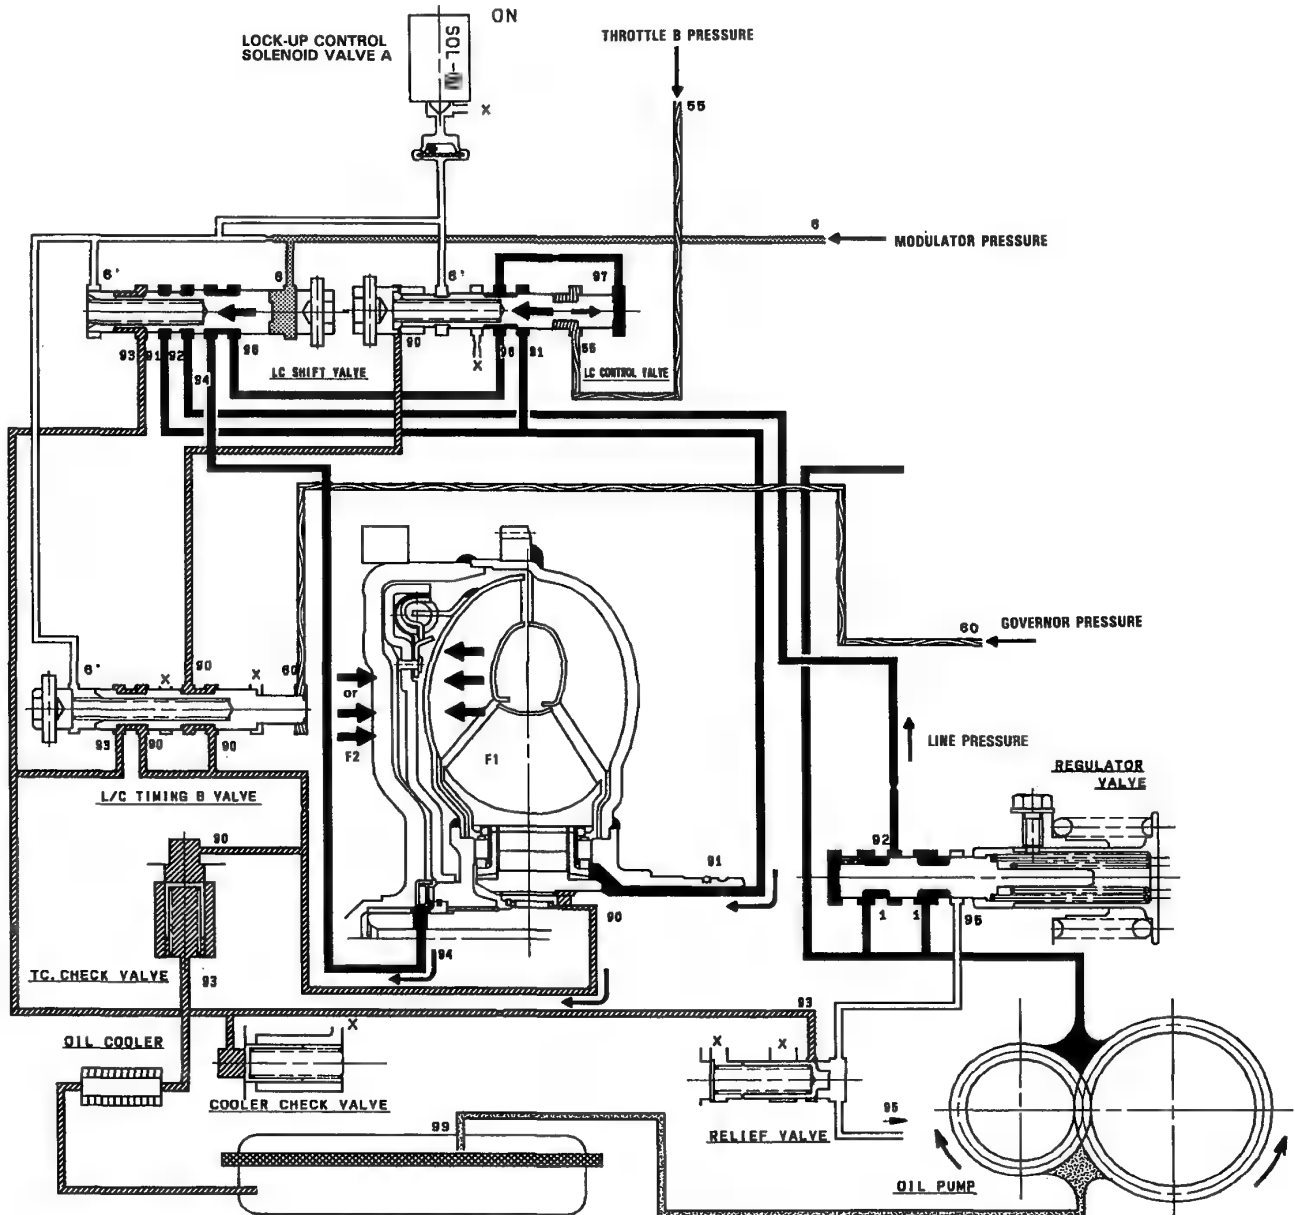 ON
LOCK-UP CONTROL
SOLENOID VALVE A
THROTTLE B PRESSURE
X
55
6
MODULATOR PRESSURE
6'
6
6'
97
93
91
92
94
LC SHIFT VALVE
90
X
91
55
LC CONTROL VALVE
60
GOVERNOR PRESSURE
6'
90
X
X
60
or
F2
F1
93
90
90
L/C TIMING B VALVE
LINE PRESSURE
REGULATOR
VALVE
90
91
92
1
1
95
90
94
TC. CHECK VALVE
93
93
OIL COOLER
X
COOLER CHECK VALVE
X
X
95
RELIEF VALVE
99
OIL PUMP